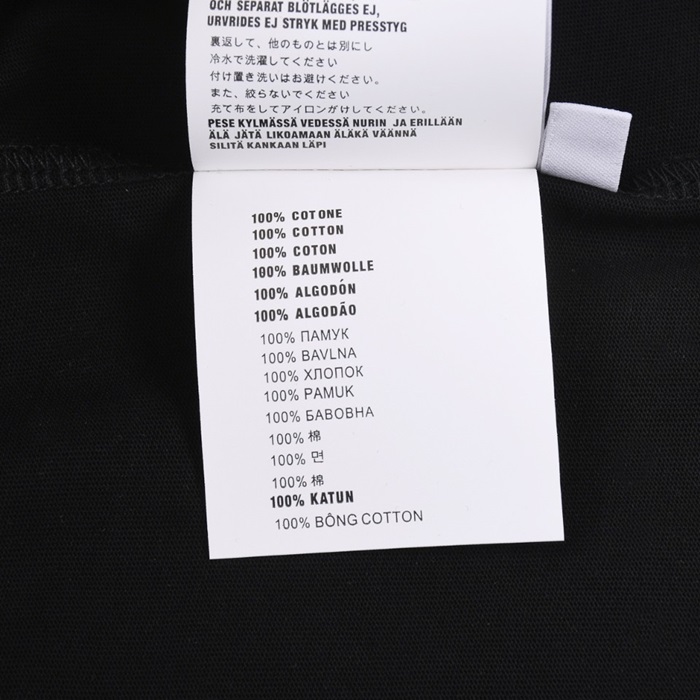 OCH SEPARAT BLÖTLÄGGES EJ,
URVRIDES EJ STRYK MED PRESSTYG
裏返して、他のものとは別にし
冷水で洗濯してください
付け置き洗いはお避けください。
また、絞らないでください
充て布をしてアイロンがけしてください。
PESE KYLMÄSSÄ VEDESSÄ NURIN JA ERILLÄÄN
ÄLÄ JÄTÄ LIKOAMAAN ÄLÄKÄ VÄÄNNÄ
SILITÄ KANKAAN LÄPI
100% COTONE
100% COTTON
100% COTON
100% BAUMWOLLE
100% ALGODÓN
100% ALGODÃO
100% ПАМУК
100% BAVLNA
100% ХЛОПОК
100% PAMUK
100% БАВОВНА
100% 棉
100% 면
100% 棉
100% KATUN
100% BÔNG COTTON